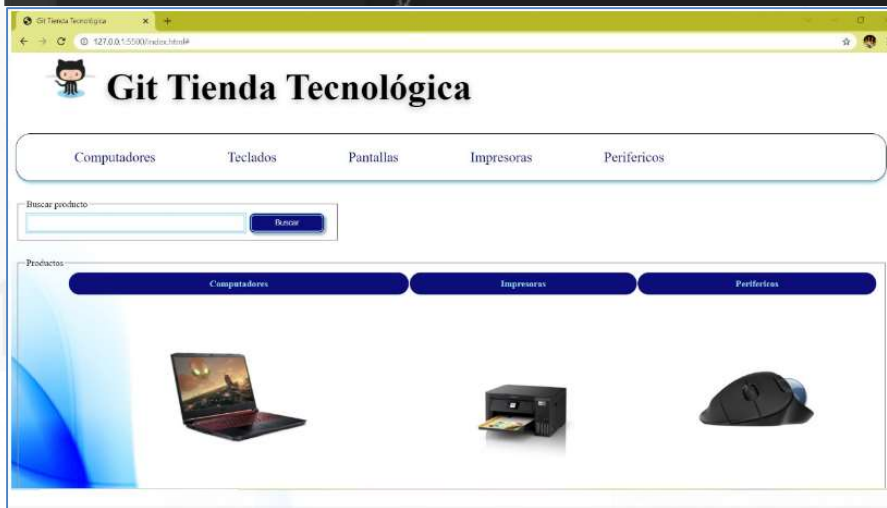 Git Tienda Tecnológica
127.0.0.1:5500/index.html#
Git Tienda Tecnológica
Computadores Teclados Pantallas Impresoras Perifericos
Buscar producto
Buscar
Productos
Computadores Impresoras Perifericos